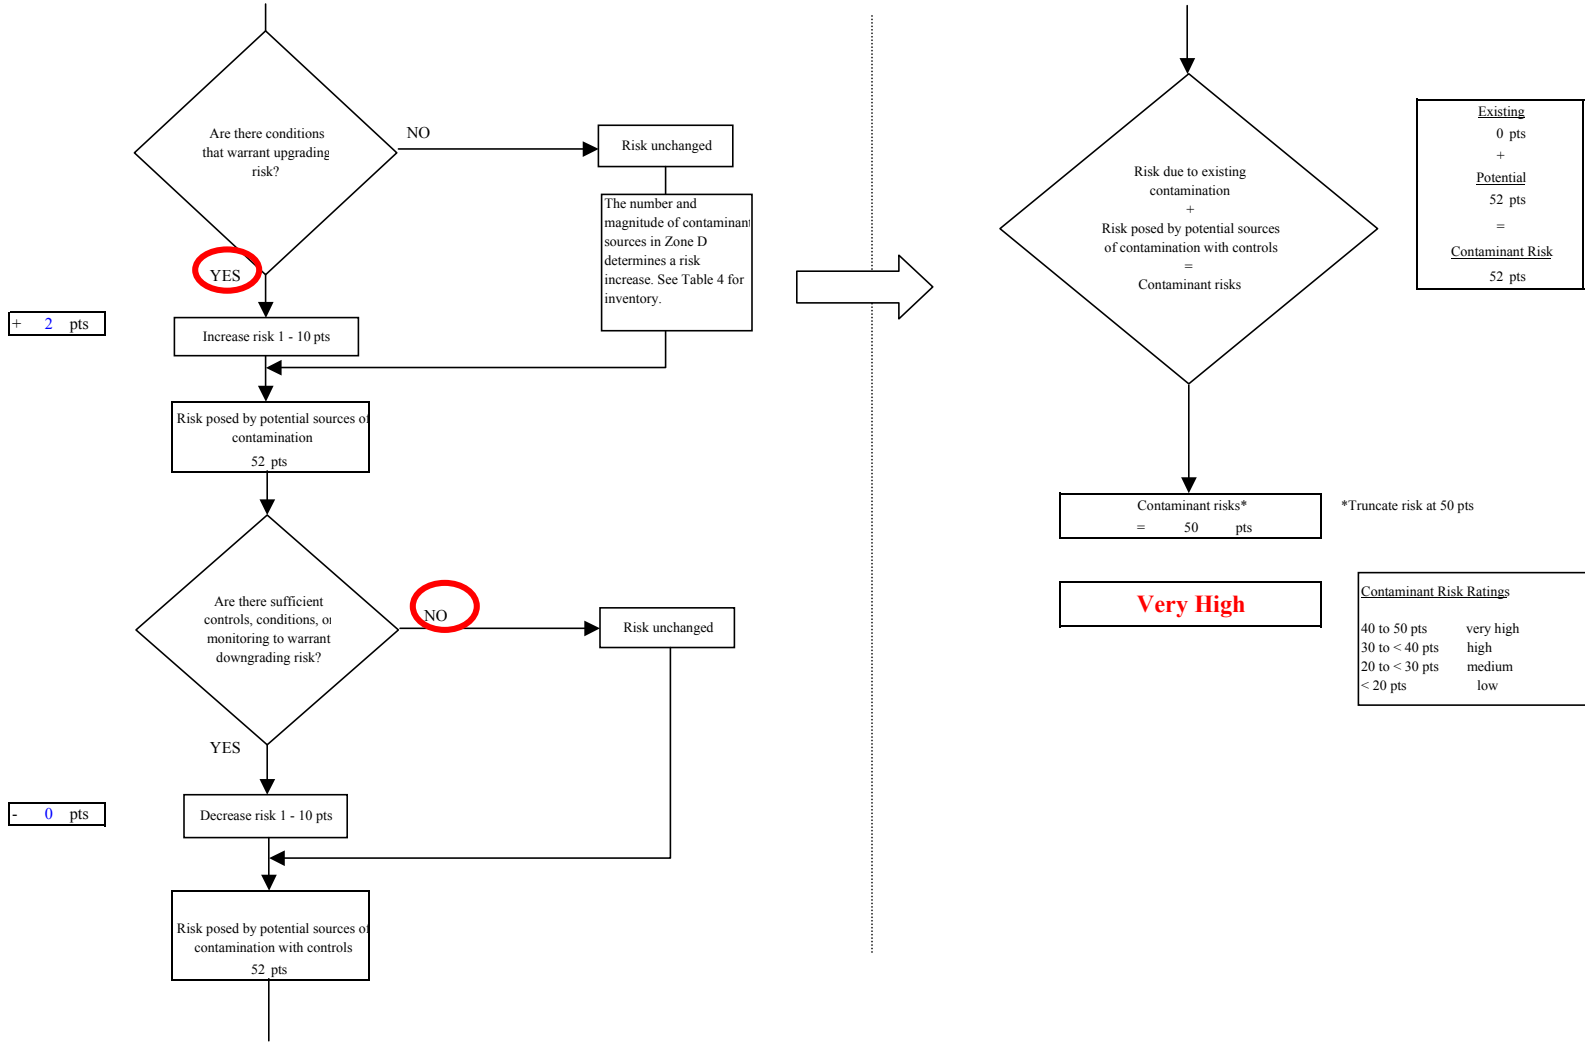 Are there conditions
that warrant upgrading
risk?
NO
Risk unchanged
The number and
magnitude of contaminant
sources in Zone D
determines a risk
increase. See Table 4 for
inventory.
YES
+ 2 pts
Increase risk 1 - 10 pts
Risk posed by potential sources of
contamination
52 pts
Are there sufficient
controls, conditions, or
monitoring to warrant
downgrading risk?
NO
Risk unchanged
YES
- 0 pts
Decrease risk 1 - 10 pts
Risk posed by potential sources of
contamination with controls
52 pts
Risk due to existing
contamination
+
Risk posed by potential sources
of contamination with controls
=
Contaminant risks
Existing
0 pts
+
Potential
52 pts
=
Contaminant Risk
52 pts
Contaminant risks*
= 50 pts
*Truncate risk at 50 pts
Very High
Contaminant Risk Ratings
40 to 50 pts very high
30 to < 40 pts high
20 to < 30 pts medium
< 20 pts low